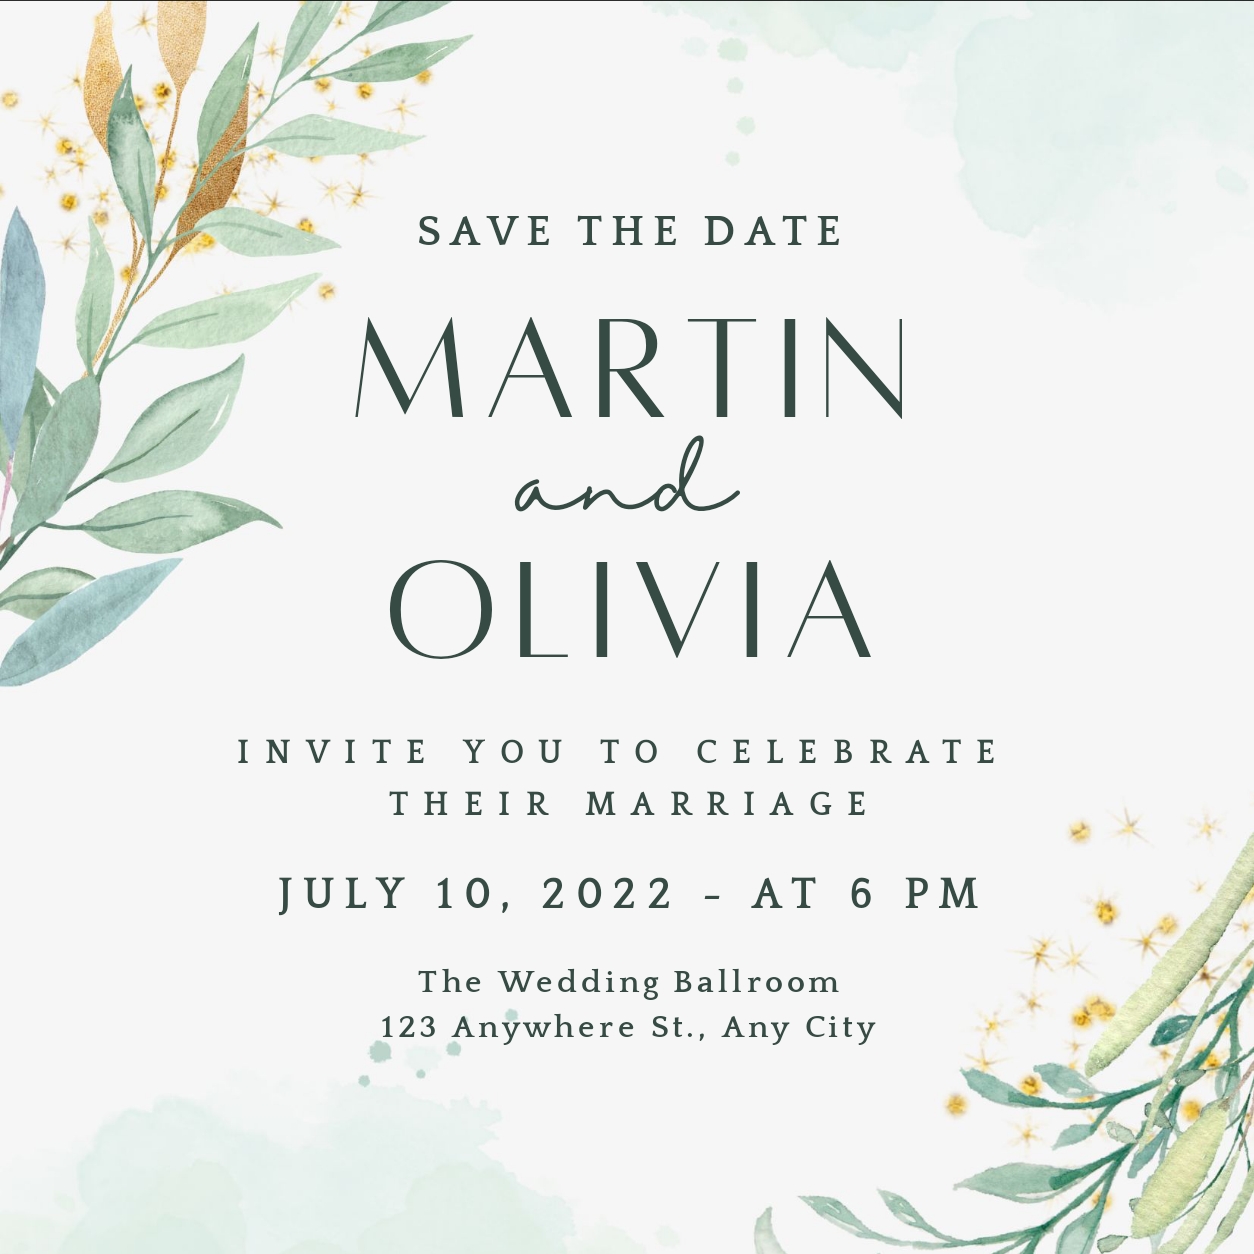 SAVE THE DATE
MARTIN
and
OLIVIA
INVITE YOU TO CELEBRATE
THEIR MARRIAGE
JULY 10, 2022 - AT 6 PM
The Wedding Ballroom
123 Anywhere St., Any City